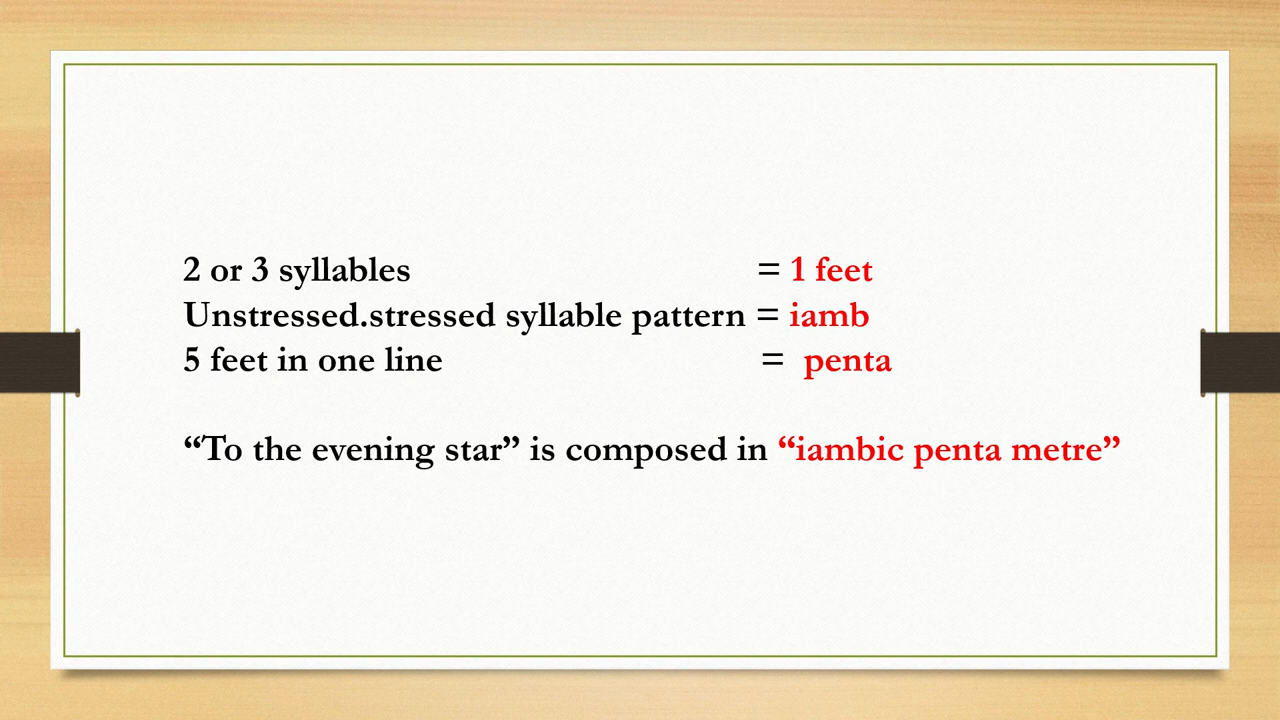 2 or 3 syllables = 1 feet
Unstressed.stressed syllable pattern = iamb
5 feet in one line = penta
“To the evening star” is composed in “iambic penta metre”